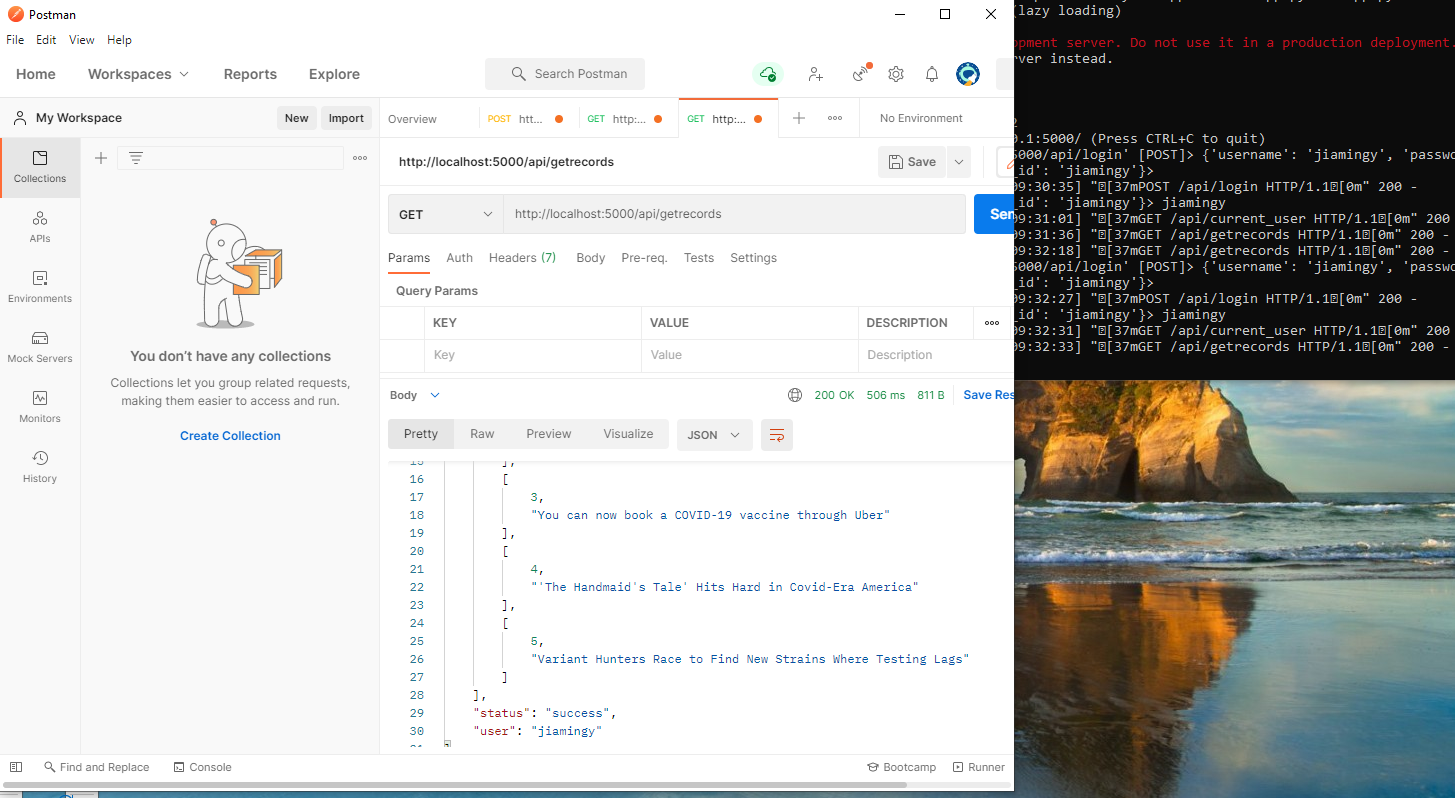 Postman
File Edit View Help
Home Workspaces Reports Explore Search Postman
My Workspace New Import
Overview POST htt... GET http:... GET http:... No Environment
Collections
APIs
Environments
Mock Servers
Monitors
History
You don't have any collections
Collections let you group related requests,
making them easier to access and run.
Create Collection
http://localhost:5000/api/getrecords Save
GET http://localhost:5000/api/getrecords Sen
Params Auth Headers (7) Body Pre-req. Tests Settings
Query Params
KEY VALUE DESCRIPTION
Key Value Description
Body 200 OK 506 ms 811 B Save Res
Pretty Raw Preview Visualize JSON
15 ],
16 [
17 3,
18 "You can now book a COVID-19 vaccine through Uber"
19 ],
20 [
21 4,
22 "'The Handmaid's Tale' Hits Hard in Covid-Era America"
23 ],
24 [
25 5,
26 "Variant Hunters Race to Find New Strains Where Testing Lags"
27 ]
28 ],
29 "status": "success",
30 "user": "jiamingy"
31 }
Find and Replace Console Bootcamp Runner
(lazy loading)
opment server. Do not use it in a production deployment.
ver instead.
2
0.1:5000/ (Press CTRL+C to quit)
5000/api/login' [POST]> {'username': 'jiamingy', 'passwo
_id': 'jiamingy'}>
09:30:35] "[37mPOST /api/login HTTP/1.1[0m" 200 -
_id': 'jiamingy'}> jiamingy
09:31:01] "[37mGET /api/current_user HTTP/1.1[0m" 200
09:31:36] "[37mGET /api/getrecords HTTP/1.1[0m" 200 -
09:32:18] "[37mGET /api/getrecords HTTP/1.1[0m" 200 -
5000/api/login' [POST]> {'username': 'jiamingy', 'passwo
_id': 'jiamingy'}>
09:32:27] "[37mPOST /api/login HTTP/1.1[0m" 200 -
_id': 'jiamingy'}> jiamingy
09:32:31] "[37mGET /api/current_user HTTP/1.1[0m" 200
09:32:33] "[37mGET /api/getrecords HTTP/1.1[0m" 200 -